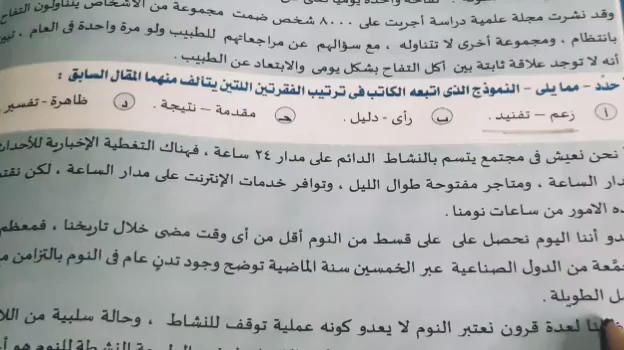 وقد نشرت مجلة علمية دراسة أجريت على ٨٠٠٠ شخص ضمت مجموعة من الأشخاص يتناولون التفاح
بانتظام ، ومجموعة أخرى لا تتناوله ، مع سؤالهم عن مراجعاتهم للطبيب ولو مرة واحدة فى العام ،
أنه لا توجد علاقة ثابتة بين أكل التفاح بشكل يومى والابتعاد عن الطبيب .
حدّد – مما يلى – النموذج الذى اتبعه الكاتب فى ترتيب الفقرتين اللتين يتألف منهما المقال السابق :
أ زعم – تفنيد . ب رأى - دليل . جـ مقدمة – نتيجة . د ظاهرة - تفسير
نحن نعيش فى مجتمع يتسم بالنشاط الدائم على مدار ٢٤ ساعة ، فهناك التغطية الإخبارية للأحداث
مدار الساعة ، ومتاجر مفتوحة طوال الليل ، وتوافر خدمات الإنترنت على مدار الساعة ، لكن
الامور من ساعات نومنا .
أننا اليوم نحصل على على قسط من النوم أقل من أى وقت مضى خلال تاريخنا ، فمعظم
من الدول الصناعية عبر الخمسين سنة الماضية توضح وجود تدنٍ عام فى النوم بالتزامن
الطويلة .
لعدة قرون نعتبر النوم لا يعدو كونه عملية توقف للنشاط ، وحالة سلبية من